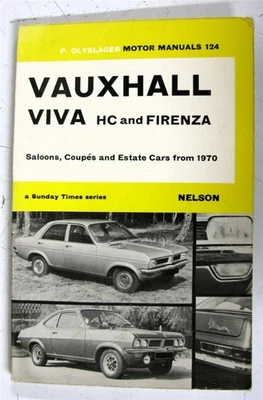 P. OLYSLAGER MOTOR MANUALS 124
VAUXHALL
VIVA HC and FIRENZA
Saloons, Coupés and Estate Cars from 1970
a Sunday Times series NELSON